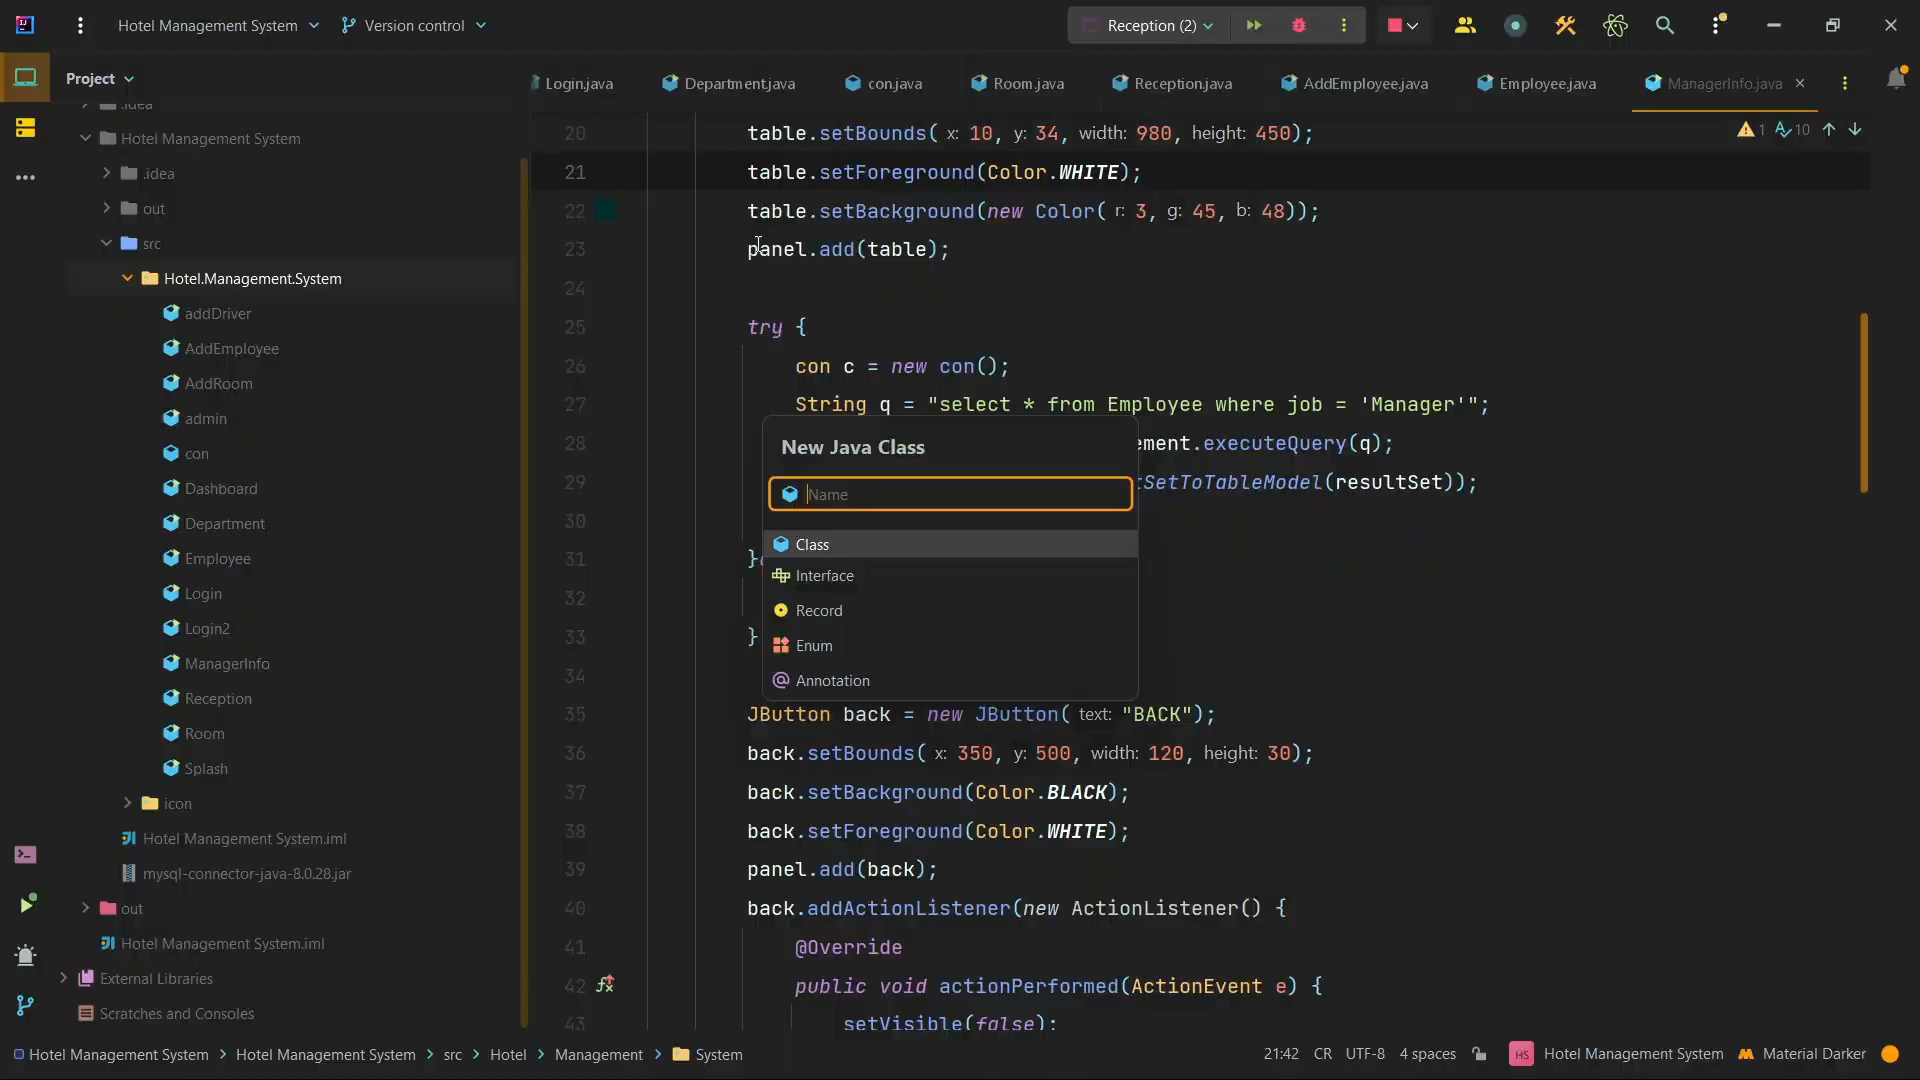 Hotel Management System
Version control
Reception (2)
Project
Login.java
Department.java
con.java
Room.java
Reception.java
AddEmployee.java
Employee.java
ManagerInfo.java
.idea
Hotel Management System
.idea
out
src
Hotel.Management.System
addDriver
AddEmployee
AddRoom
admin
con
Dashboard
Department
Employee
Login
Login2
ManagerInfo
Reception
Room
Splash
icon
Hotel Management System.iml
mysql-connector-java-8.0.28.jar
out
Hotel Management System.iml
External Libraries
Scratches and Consoles
1 10
20 table.setBounds( x: 10, y: 34, width: 980, height: 450);
21 table.setForeground(Color.WHITE);
22 table.setBackground(new Color( r: 3, g: 45, b: 48));
23 panel.add(table);
24
25 try {
26 con c = new con();
27 String q = "select * from Employee where job = 'Manager'";
28 ement.executeQuery(q);
29 tSetToTableModel(resultSet));
30
31 }
32
33 }
34
35 JButton back = new JButton( text: "BACK");
36 back.setBounds( x: 350, y: 500, width: 120, height: 30);
37 back.setBackground(Color.BLACK);
38 back.setForeground(Color.WHITE);
39 panel.add(back);
40 back.addActionListener(new ActionListener() {
41 @Override
42 public void actionPerformed(ActionEvent e) {
43 setVisible(false);
New Java Class
Name
Class
Interface
Record
Enum
Annotation
Hotel Management System > Hotel Management System > src > Hotel > Management > System
21:42 CR UTF-8 4 spaces HS Hotel Management System Material Darker